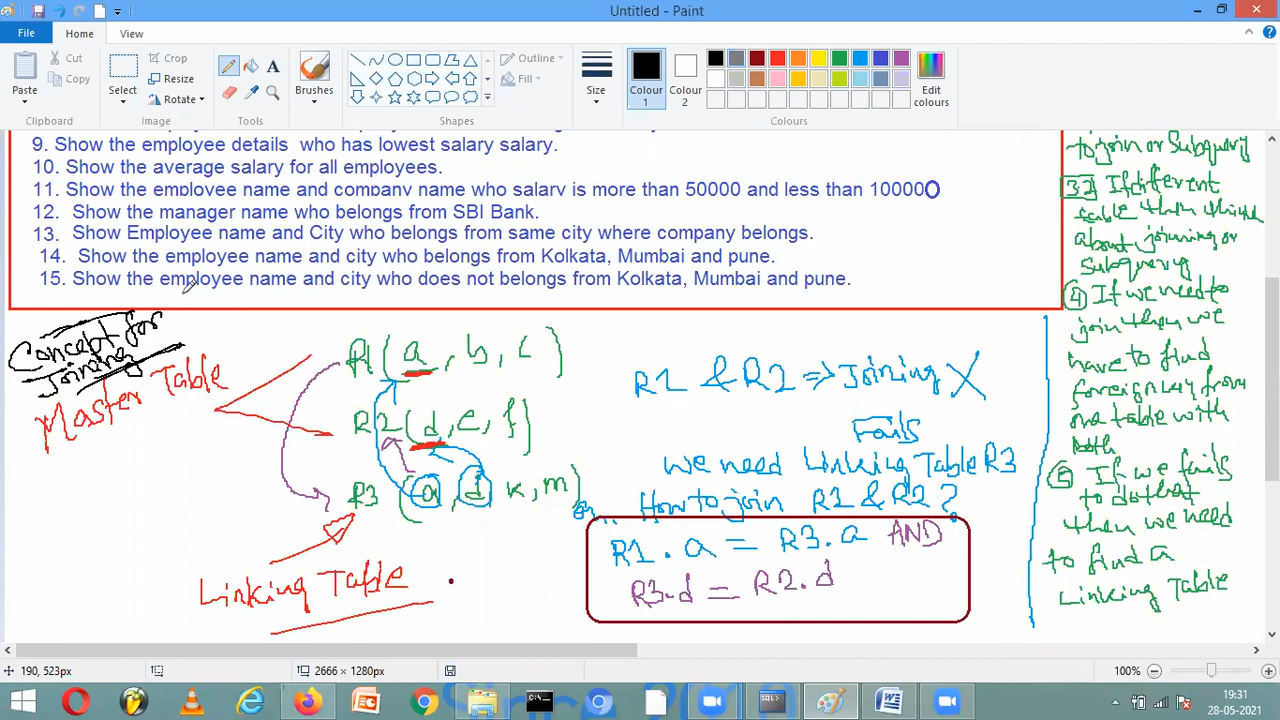 Untitled - Paint
File
Home
View
Paste
Cut
Copy
Clipboard
Select
Crop
Resize
Rotate
Image
A
Tools
Brushes
Shapes
Outline
Fill
Size
Colour 1
Colour 2
Edit colours
Colours
9. Show the employee details who has lowest salary salary.
10. Show the average salary for all employees.
11. Show the employee name and company name who salary is more than 50000 and less than 100000
12. Show the manager name who belongs from SBI Bank.
13. Show Employee name and City who belongs from same city where company belongs.
14. Show the employee name and city who belongs from Kolkata, Mumbai and pune.
15. Show the employee name and city who does not belongs from Kolkata, Mumbai and pune.
Concept for
Joining
Master Table
R1 (a, b, c)
R2 (d, e, f)
R3 (a, d, k, m)
Linking Table
R1 & R2 => Joining X
Fails
we need Linking Table R3
How to join R1 & R2 ?
R1.a = R3.a AND
R3.d = R2.d
to join or Subquery
If different
table then think
about joining or
Subquery
4 If we need to
join then we
have to find
foreign key from
one table with
both
5 If we fails
to do that
then we need
to find a
Linking Table
190, 523px
2666 × 1280px
100%
SQL>
19:31
28-05-2021